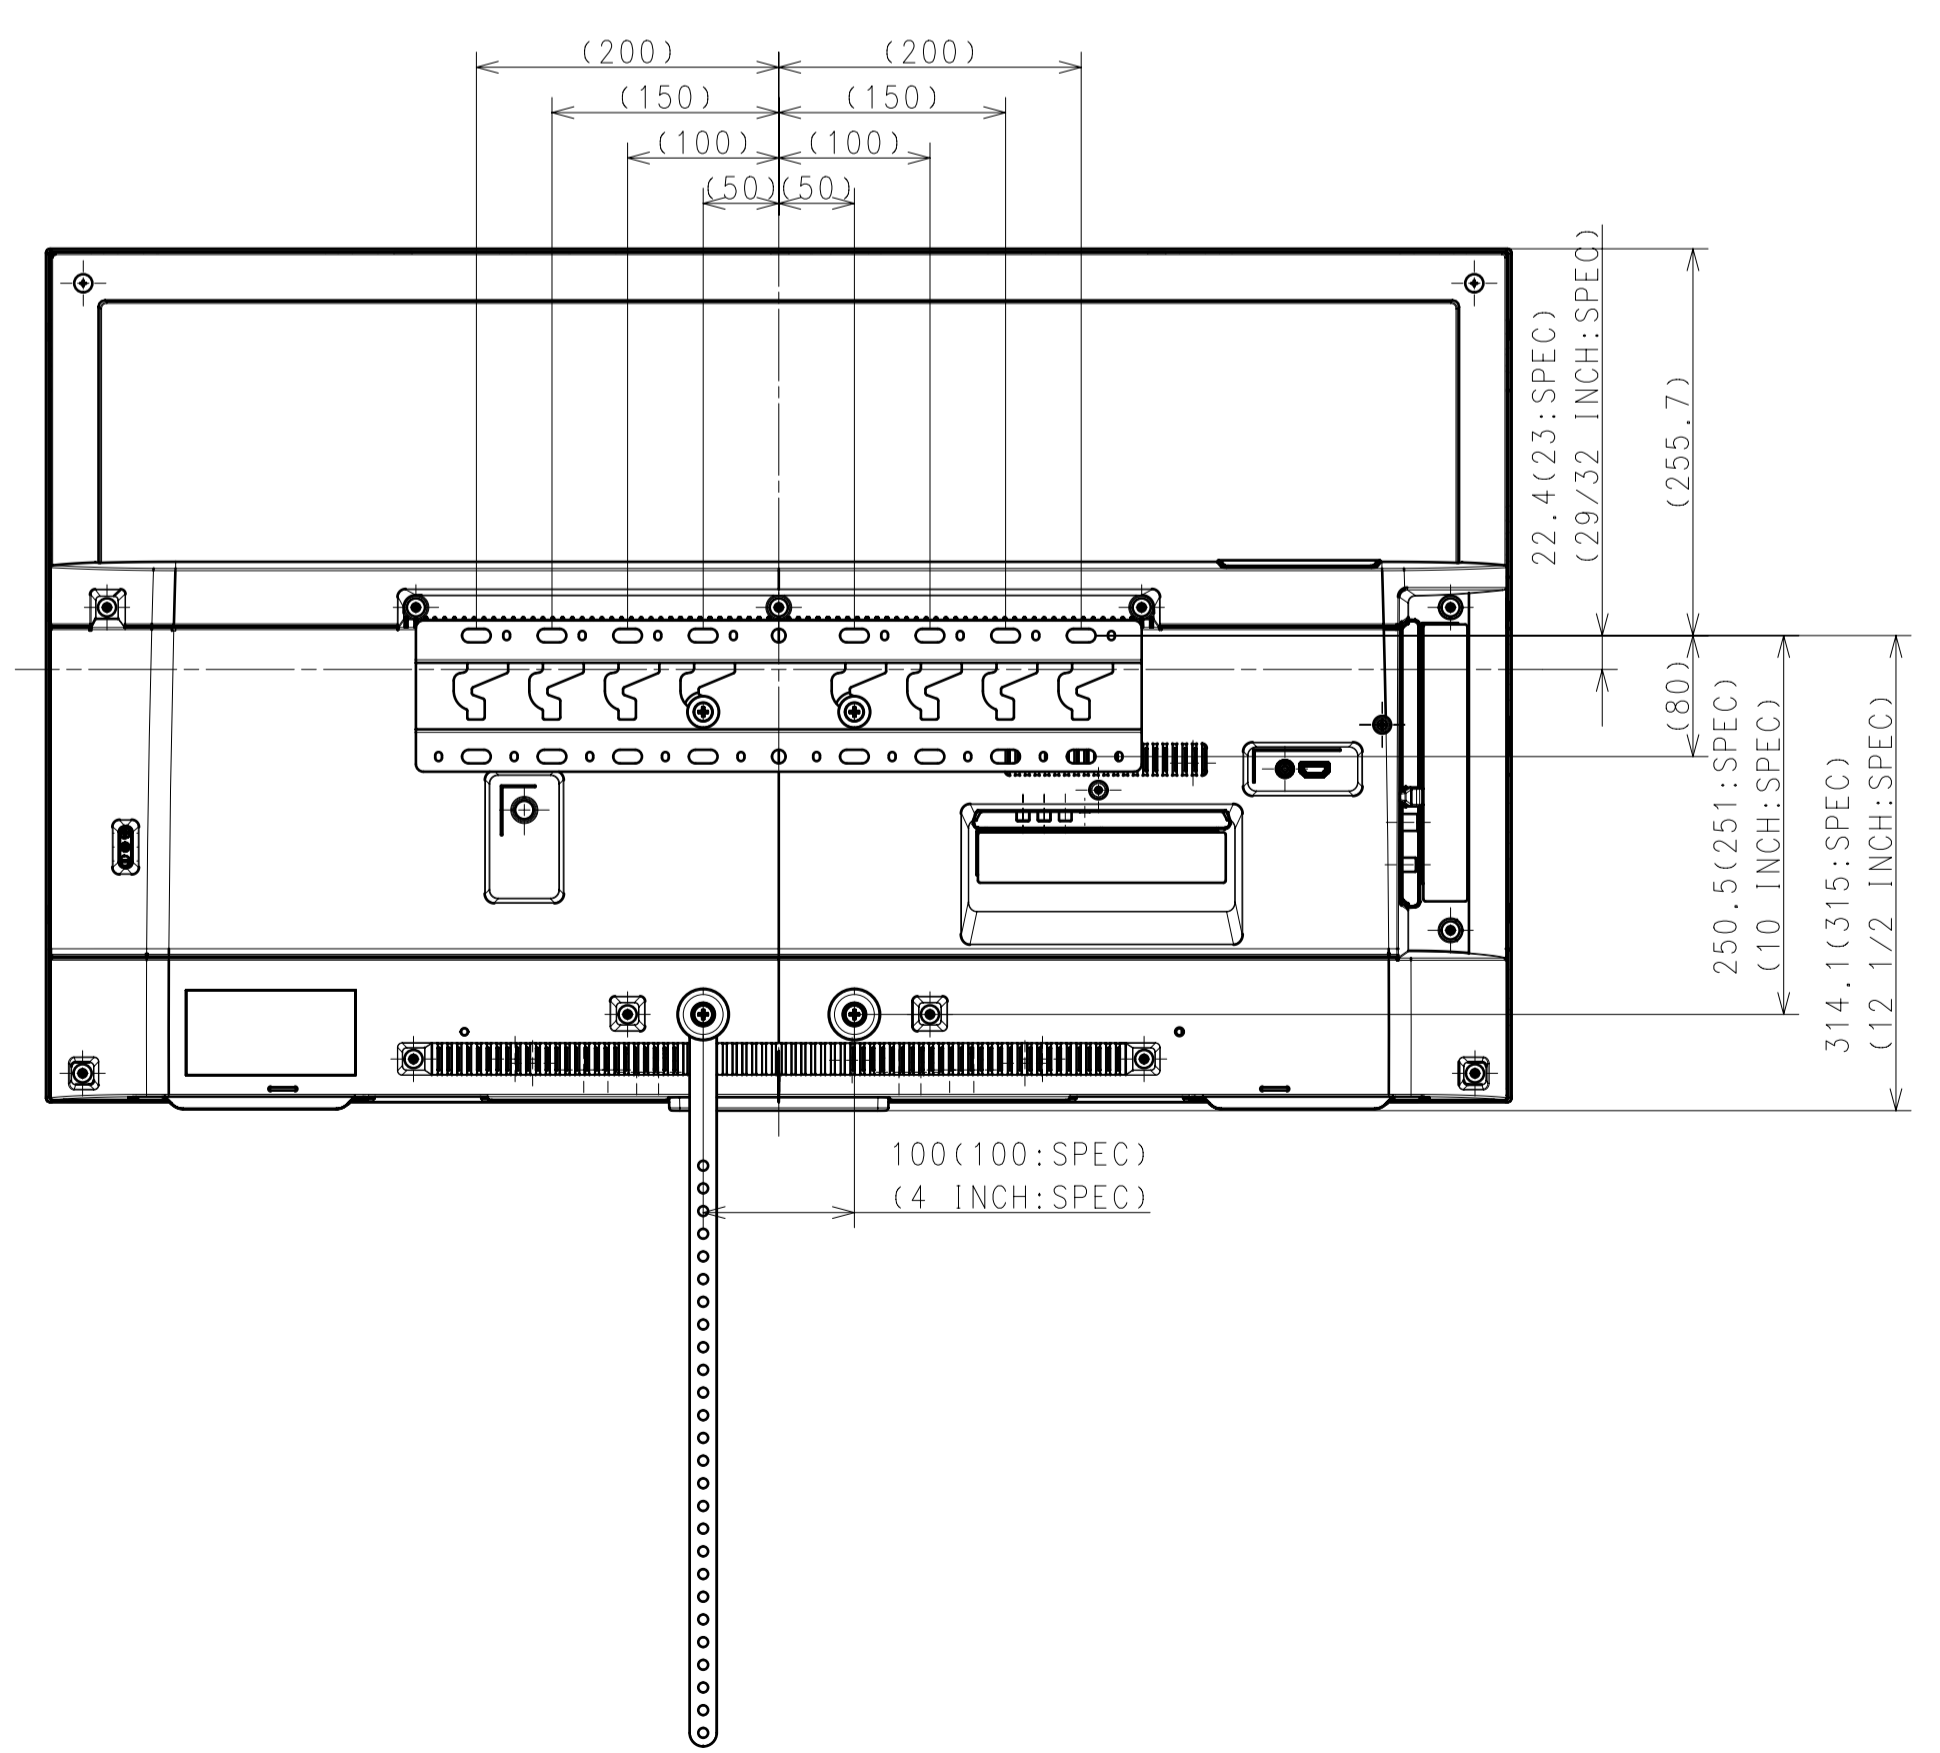 (200) (200)
(150) (150)
(100) (100)
(50) (50)
22.4(23:SPEC)
(29/32 INCH:SPEC)
(255.7)
(80)
250.5(251:SPEC)
(10 INCH:SPEC)
314.1(315:SPEC)
(12 1/2 INCH:SPEC)
100(100:SPEC)
(4 INCH:SPEC)